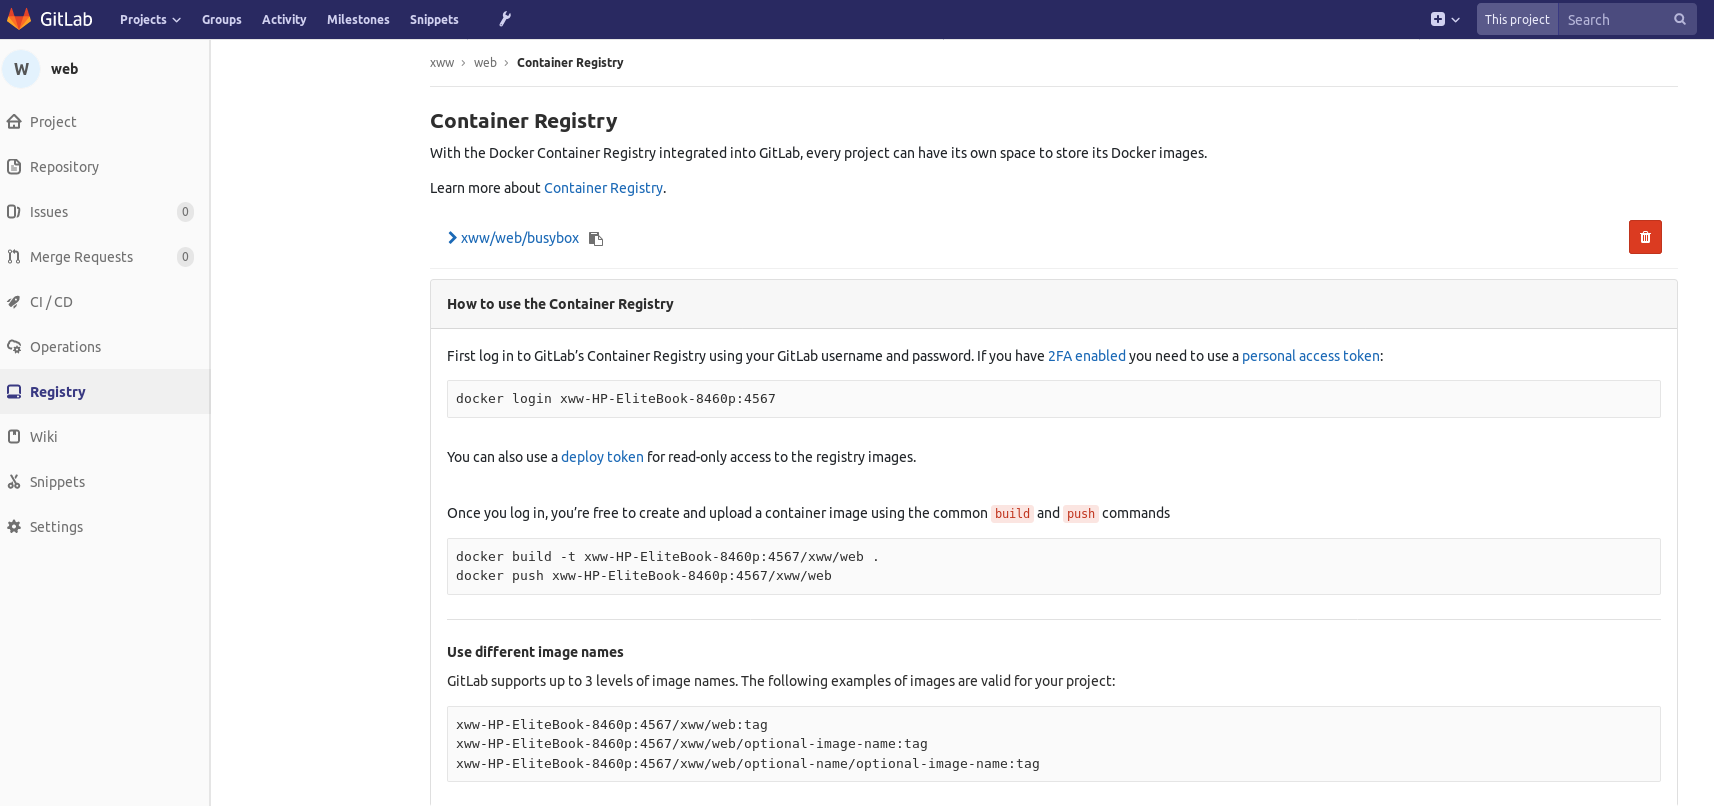 GitLab Projects Groups Activity Milestones Snippets This project Search
W web
Project
Repository
Issues 0
Merge Requests 0
CI / CD
Operations
Registry
Wiki
Snippets
Settings
xww › web › Container Registry
Container Registry
With the Docker Container Registry integrated into GitLab, every project can have its own space to store its Docker images.
Learn more about Container Registry.
xww/web/busybox
How to use the Container Registry
First log in to GitLab’s Container Registry using your GitLab username and password. If you have 2FA enabled you need to use a personal access token:
docker login xww-HP-EliteBook-8460p:4567
You can also use a deploy token for read-only access to the registry images.
Once you log in, you’re free to create and upload a container image using the common build and push commands
docker build -t xww-HP-EliteBook-8460p:4567/xww/web .
docker push xww-HP-EliteBook-8460p:4567/xww/web
Use different image names
GitLab supports up to 3 levels of image names. The following examples of images are valid for your project:
xww-HP-EliteBook-8460p:4567/xww/web:tag
xww-HP-EliteBook-8460p:4567/xww/web/optional-image-name:tag
xww-HP-EliteBook-8460p:4567/xww/web/optional-name/optional-image-name:tag